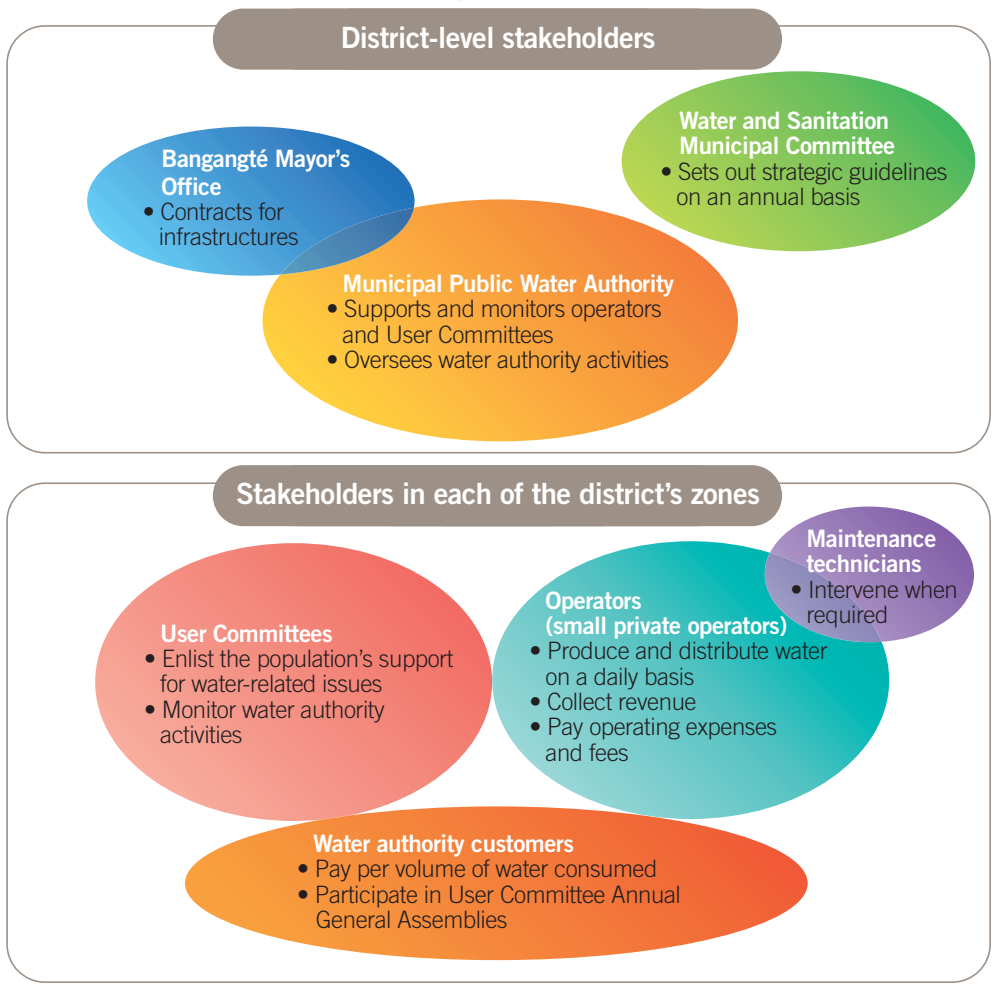 District-level stakeholders
Water and Sanitation
Municipal Committee
• Sets out strategic guidelines
on an annual basis
Bangangté Mayor's
Office
• Contracts for
infrastructures
Municipal Public Water Authority
• Supports and monitors operators
and User Committees
• Oversees water authority activities
Stakeholders in each of the district's zones
Maintenance
technicians
• Intervene when
required
Operators
(small private operators)
• Produce and distribute water
on a daily basis
• Collect revenue
• Pay operating expenses
and fees
User Committees
• Enlist the population's support
for water-related issues
• Monitor water authority
activities
Water authority customers
• Pay per volume of water consumed
• Participate in User Committee Annual
General Assemblies